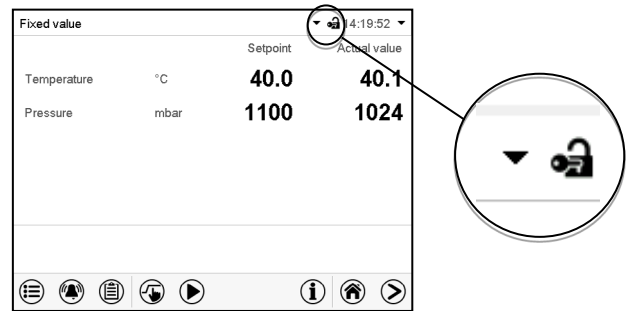 Fixed value 14:19:52
Setpoint Actual value
Temperature °C 40.0 40.1
Pressure mbar 1100 1024